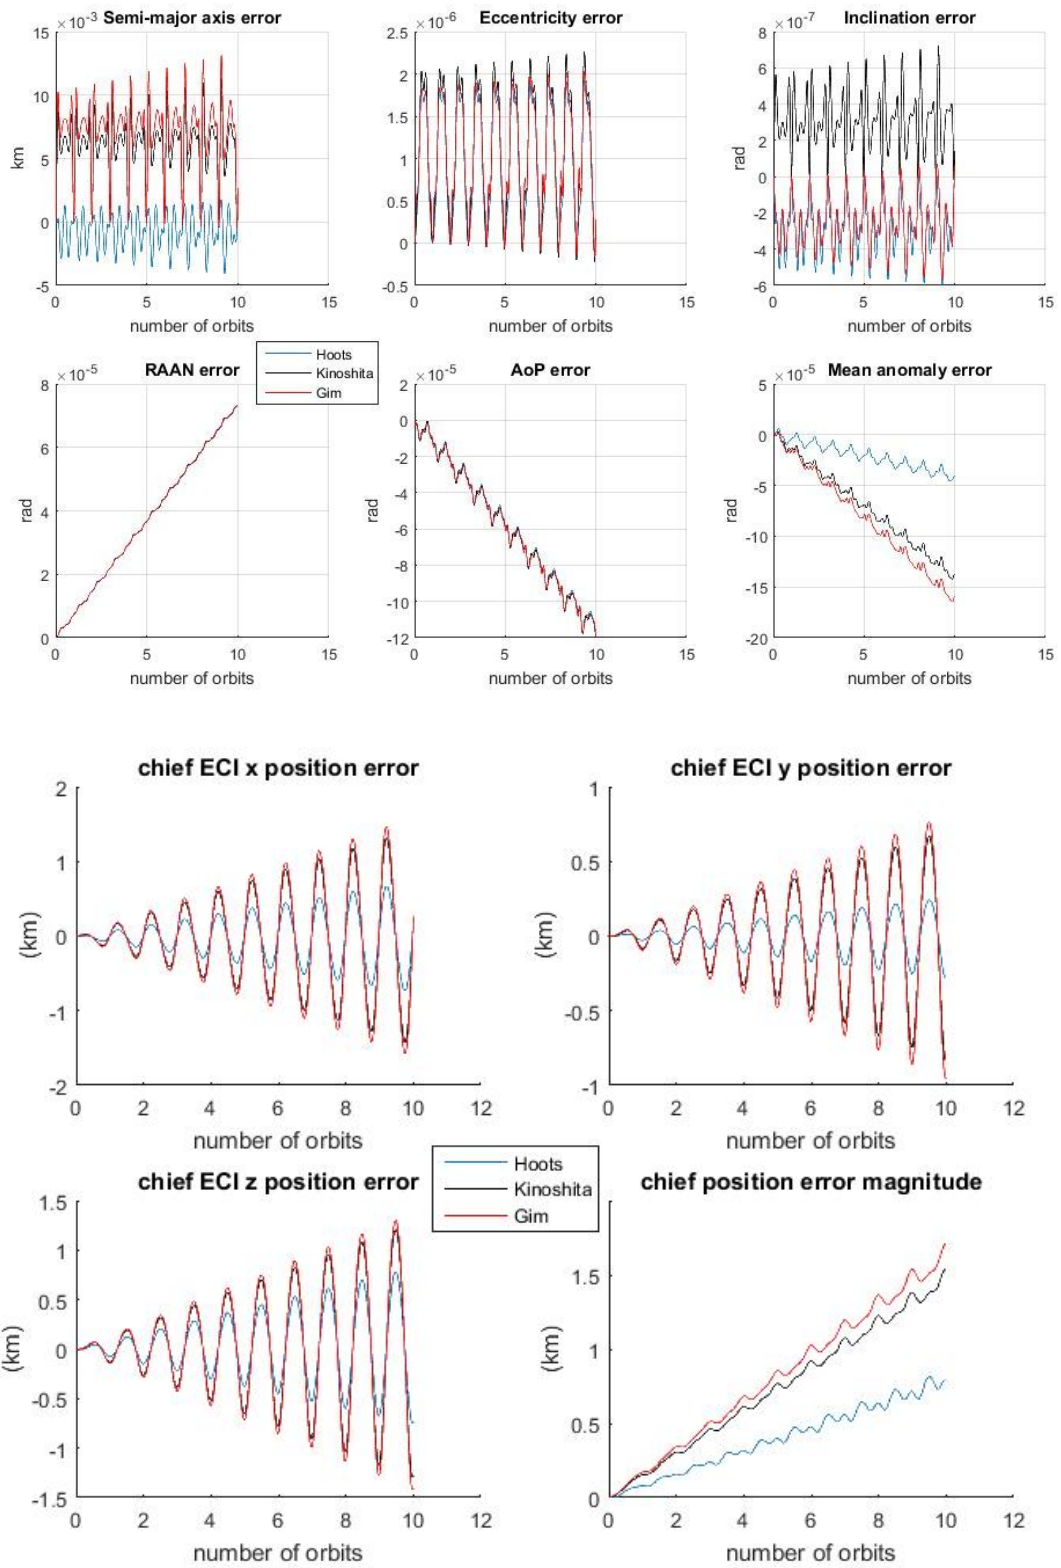 Semi-major axis error
×10⁻³
15
10
5
0
-5
km
0 5 10 15
number of orbits
Eccentricity error
×10⁻⁶
2.5
2
1.5
1
0.5
0
-0.5
0 5 10 15
number of orbits
Inclination error
×10⁻⁷
8
6
4
2
0
-2
-4
-6
rad
0 5 10 15
number of orbits
RAAN error
×10⁻⁵
8
6
4
2
0
rad
0 5 10 15
number of orbits
Hoots
Kinoshita
Gim
AoP error
×10⁻⁵
2
0
-2
-4
-6
-8
-10
-12
rad
0 5 10 15
number of orbits
Mean anomaly error
×10⁻⁵
5
0
-5
-10
-15
-20
rad
0 5 10 15
number of orbits
chief ECI x position error
2
1
0
-1
-2
(km)
0 2 4 6 8 10 12
number of orbits
chief ECI y position error
1
0.5
0
-0.5
-1
(km)
0 2 4 6 8 10 12
number of orbits
chief ECI z position error
1.5
1
0.5
0
-0.5
-1
-1.5
(km)
0 2 4 6 8 10 12
number of orbits
Hoots
Kinoshita
Gim
chief position error magnitude
1.5
1
0.5
0
(km)
0 2 4 6 8 10 12
number of orbits